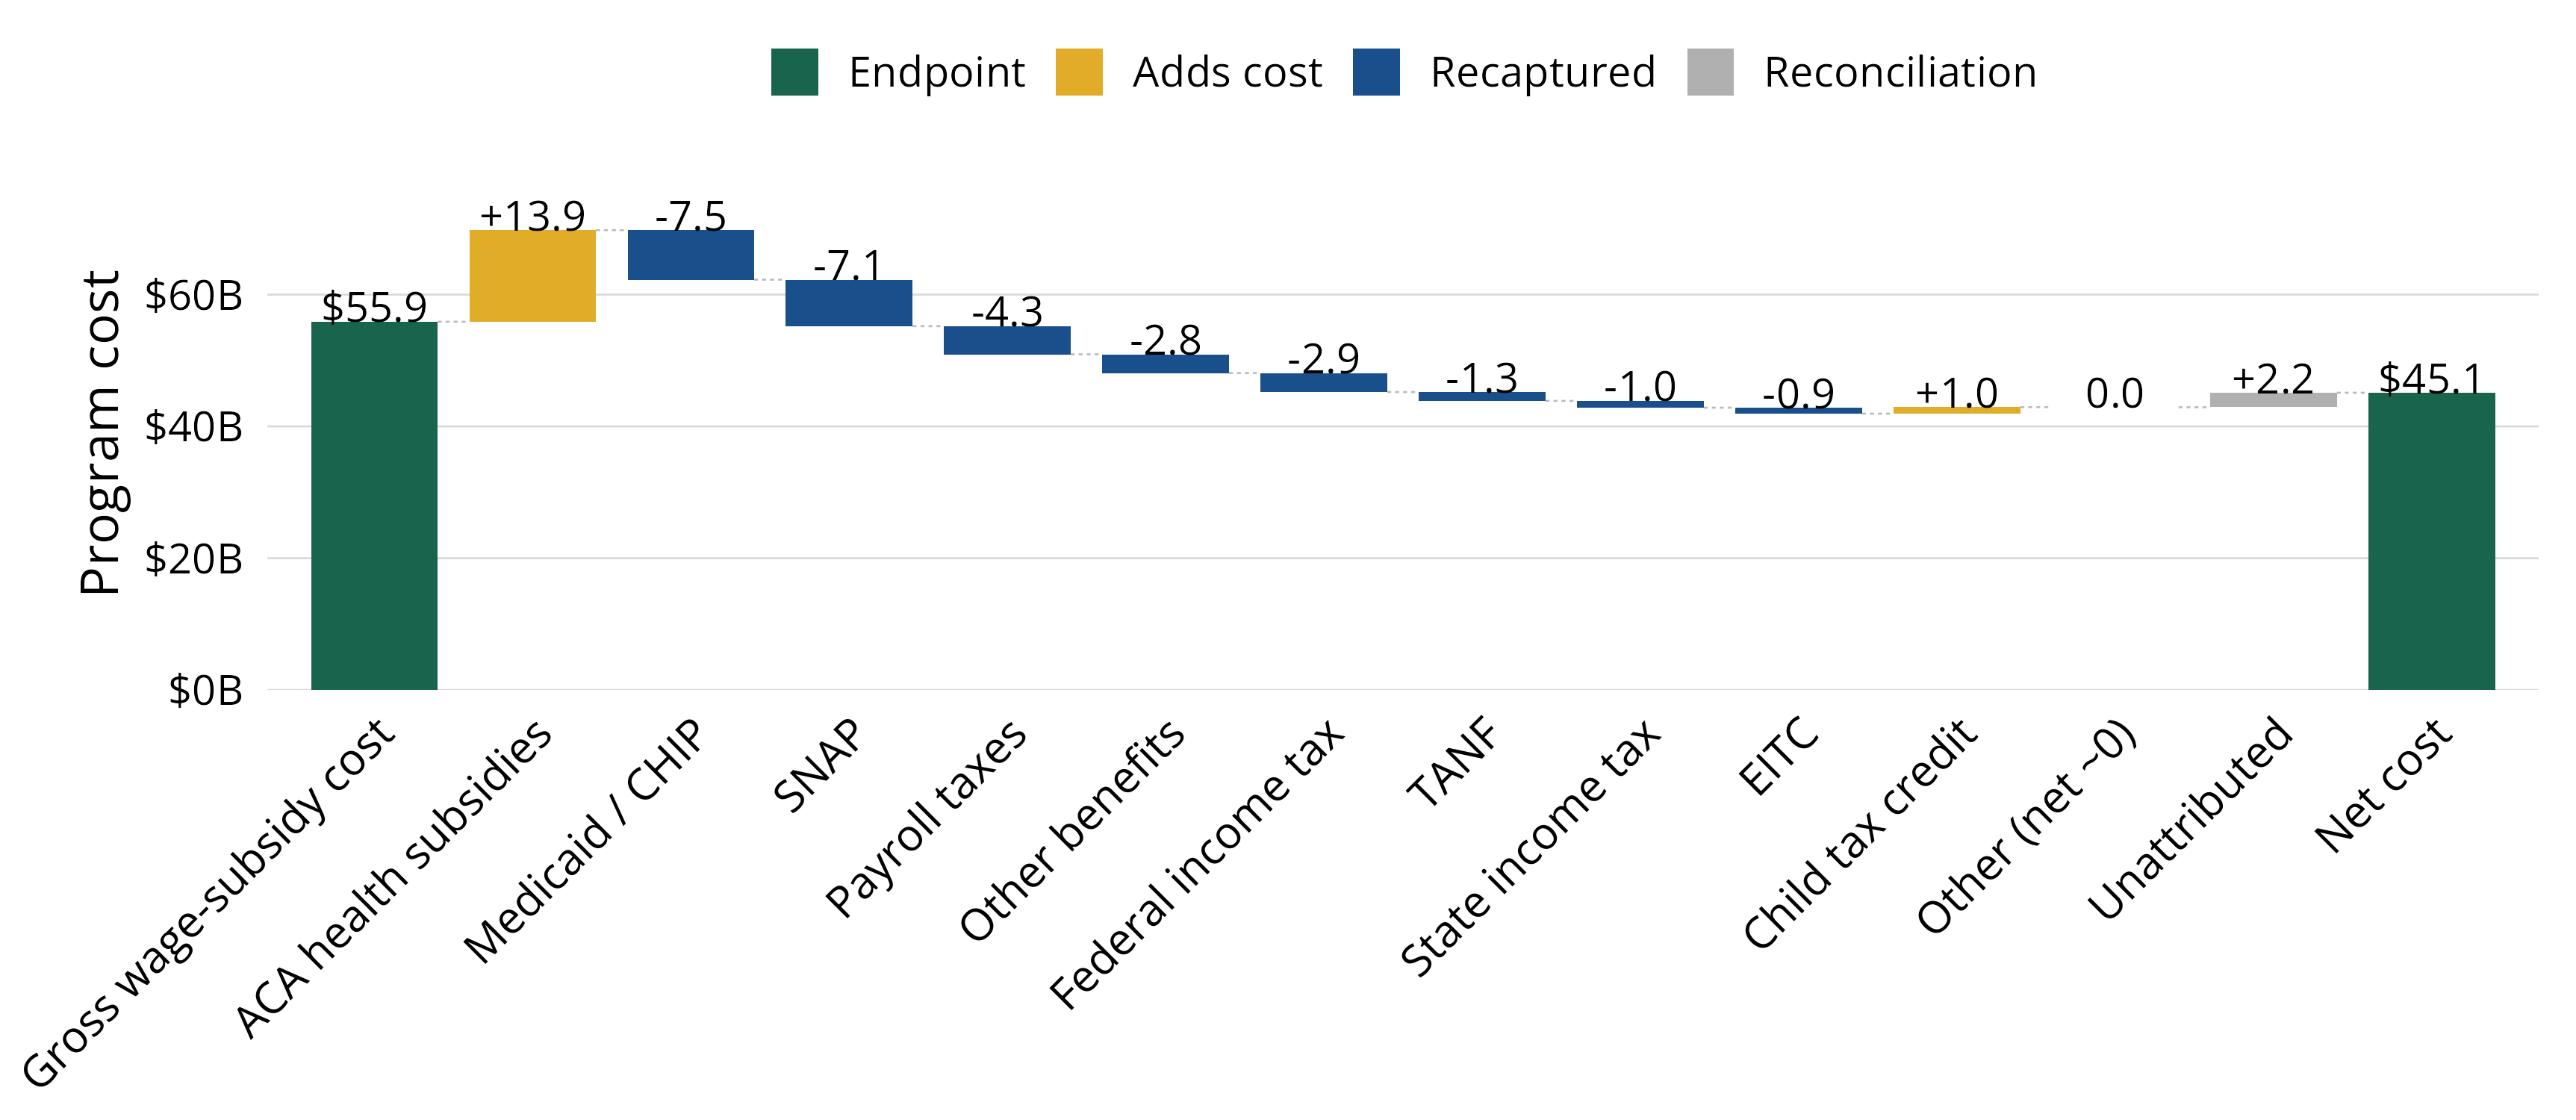 Endpoint
Adds cost
Recaptured
Reconciliation
Program cost
$60B
$40B
$20B
$0B
$55.9
+13.9
-7.5
-7.1
-4.3
-2.8
-2.9
-1.3
-1.0
-0.9
+1.0
0.0
+2.2
$45.1
Gross wage-subsidy cost
ACA health subsidies
Medicaid / CHIP
SNAP
Payroll taxes
Other benefits
Federal income tax
TANF
State income tax
EITC
Child tax credit
Other (net ~0)
Unattributed
Net cost